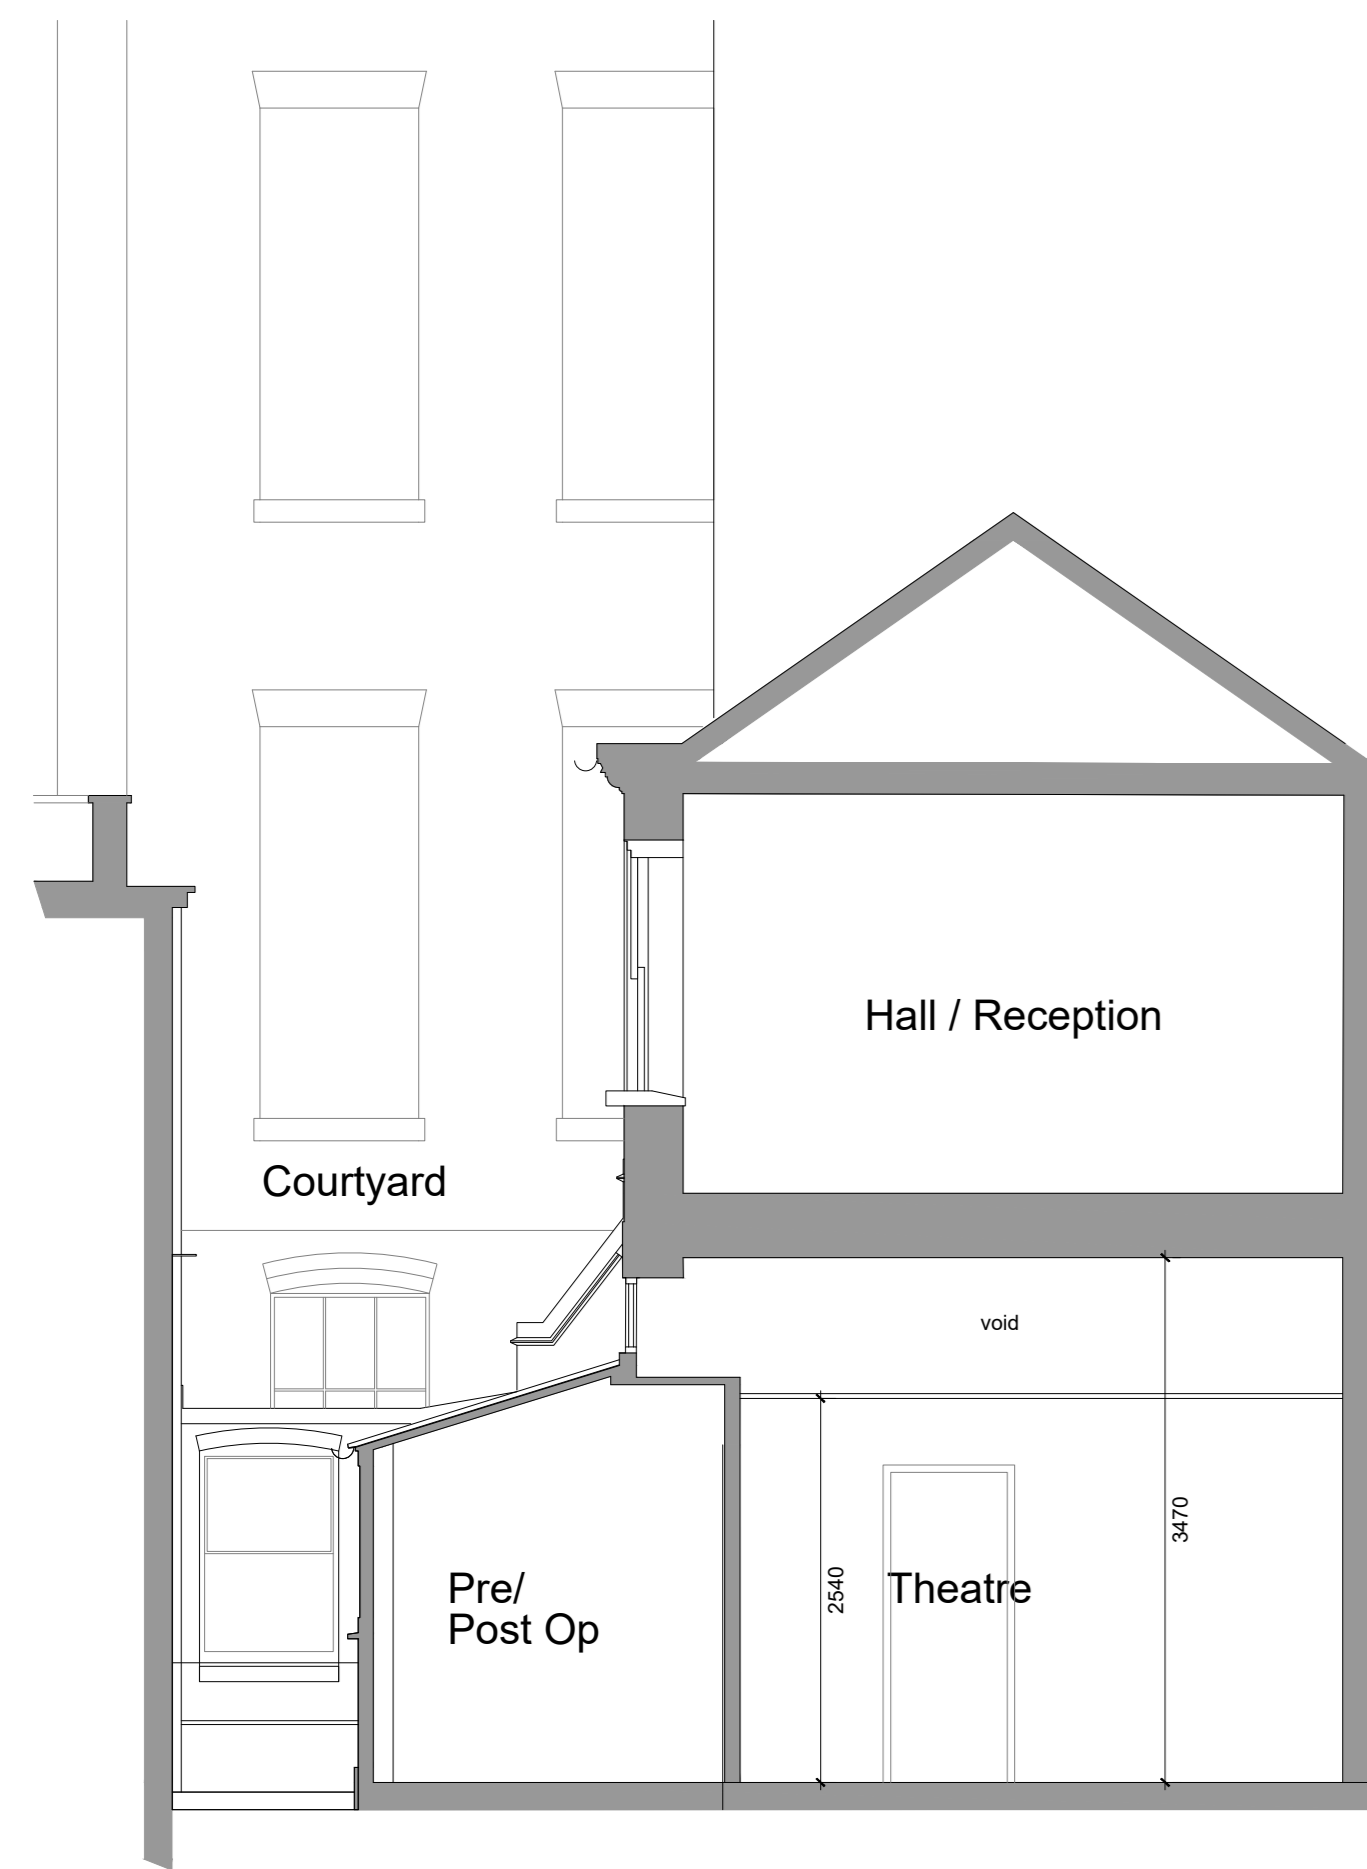 Hall / Reception
Courtyard
void
3470
2540
Theatre
Pre/
Post Op